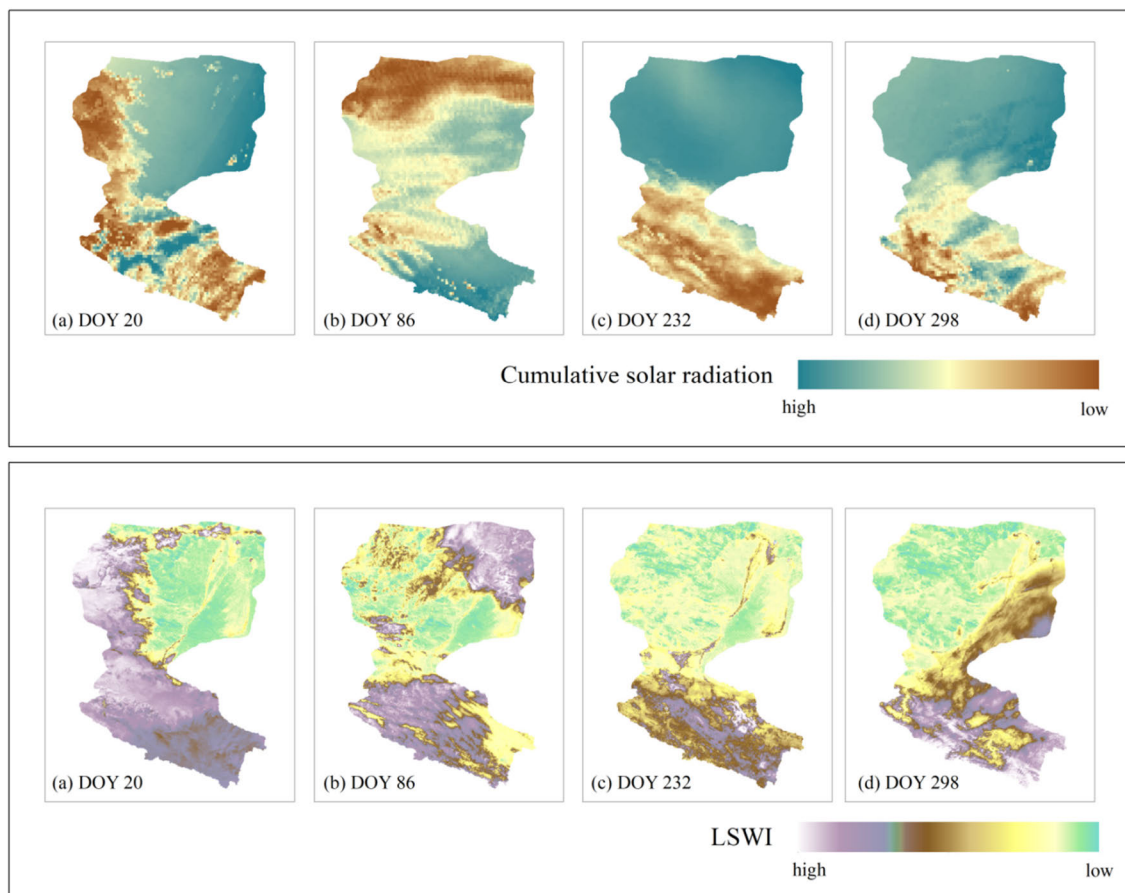 (a) DOY 20
(b) DOY 86
(c) DOY 232
(d) DOY 298
Cumulative solar radiation
high
low
(a) DOY 20
(b) DOY 86
(c) DOY 232
(d) DOY 298
LSWI
high
low